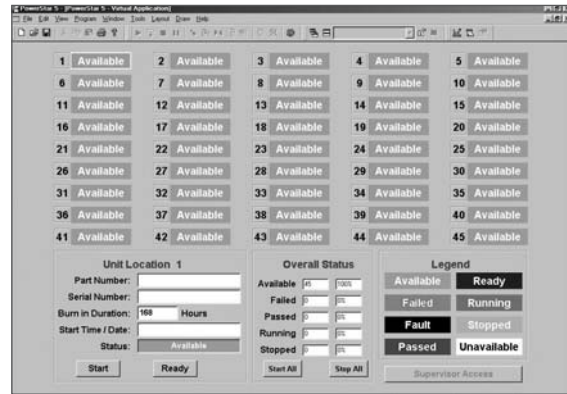 PowerStar 5 - [PowerStar 5 - Virtual Application]
File Edit View Program Window Tools Layout Draw Help
1 Available 2 Available 3 Available 4 Available 5 Available
6 Available 7 Available 8 Available 9 Available 10 Available
11 Available 12 Available 13 Available 14 Available 15 Available
16 Available 17 Available 18 Available 19 Available 20 Available
21 Available 22 Available 23 Available 24 Available 25 Available
26 Available 27 Available 28 Available 29 Available 30 Available
31 Available 32 Available 33 Available 34 Available 35 Available
36 Available 37 Available 38 Available 39 Available 40 Available
41 Available 42 Available 43 Available 44 Available 45 Available
Unit Location 1
Part Number:
Serial Number:
Burn in Duration: 168 Hours
Start Time / Date:
Status: Available
Start Ready
Overall Status
Available 45 100%
Failed 0 0%
Passed 0 0%
Running 0 0%
Stopped 0 0%
Start All Stop All
Legend
Available Ready
Failed Running
Fault Stopped
Passed Unavailable
Supervisor Access